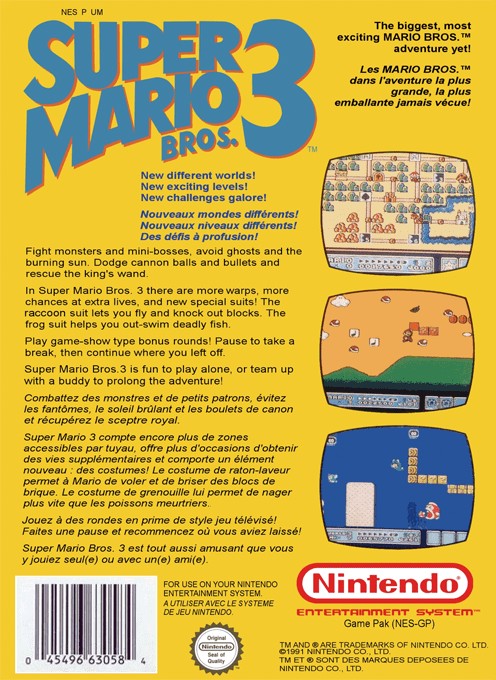 NES P UM
SUPER
MARIO
BROS. 3
TM
The biggest, most
exciting MARIO BROS.™
adventure yet!
Les MARIO BROS.™
dans l'aventure la plus
grande, la plus
emballante jamais vécue!
New different worlds!
New exciting levels!
New challenges galore!
Nouveaux mondes différents!
Nouveaux niveaux différents!
Des défis à profusion!
Fight monsters and mini-bosses, avoid ghosts and the
burning sun. Dodge cannon balls and bullets and
rescue the king's wand.
In Super Mario Bros. 3 there are more warps, more
chances at extra lives, and new special suits! The
raccoon suit lets you fly and knock out blocks. The
frog suit helps you out-swim deadly fish.
Play game-show type bonus rounds! Pause to take a
break, then continue where you left off.
Super Mario Bros.3 is fun to play alone, or team up
with a buddy to prolong the adventure!
Combattez des monstres et de petits patrons, évitez
les fantômes, le soleil brûlant et les boulets de canon
et récupérez le sceptre royal.
Super Mario 3 compte encore plus de zones
accessibles par tuyau, offre plus d'occasions d'obtenir
des vies supplémentaires et comporte un élément
nouveau : des costumes! Le costume de raton-laveur
permet à Mario de voler et de briser des blocs de
brique. Le costume de grenouille lui permet de nager
plus vite que les poissons meurtriers.
Jouez à des rondes en prime de style jeu télévisé!
Faites une pause et recommencez où vous aviez laissé!
Super Mario Bros. 3 est tout aussi amusant que vous
y jouiez seul(e) ou avec un(e) ami(e).
0 45496 63058 4
FOR USE ON YOUR NINTENDO
ENTERTAINMENT SYSTEM.
A UTILISER AVEC LE SYSTEME
DE JEU NINTENDO.
Original
Nintendo
Seal of
Quality
Nintendo®
ENTERTAINMENT SYSTEM™
Game Pak (NES-GP)
TM AND ® ARE TRADEMARKS OF NINTENDO CO. LTD.
©1991 NINTENDO CO., LTD.
TM ET ® SONT DES MARQUES DEPOSEES DE
NINTENDO CO. LTD.